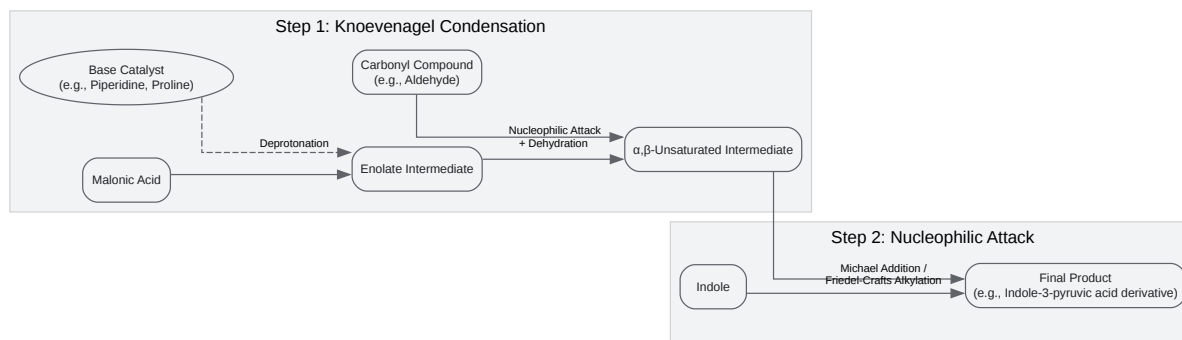 Step 1: Knoevenagel Condensation
Base Catalyst
(e.g., Piperidine, Proline)
Carbonyl Compound
(e.g., Aldehyde)
Deprotonation
Nucleophilic Attack
+ Dehydration
Malonic Acid
Enolate Intermediate
α,β-Unsaturated Intermediate
Step 2: Nucleophilic Attack
Indole
Michael Addition /
Friedel-Crafts Alkylation
Final Product
(e.g., Indole-3-pyruvic acid derivative)